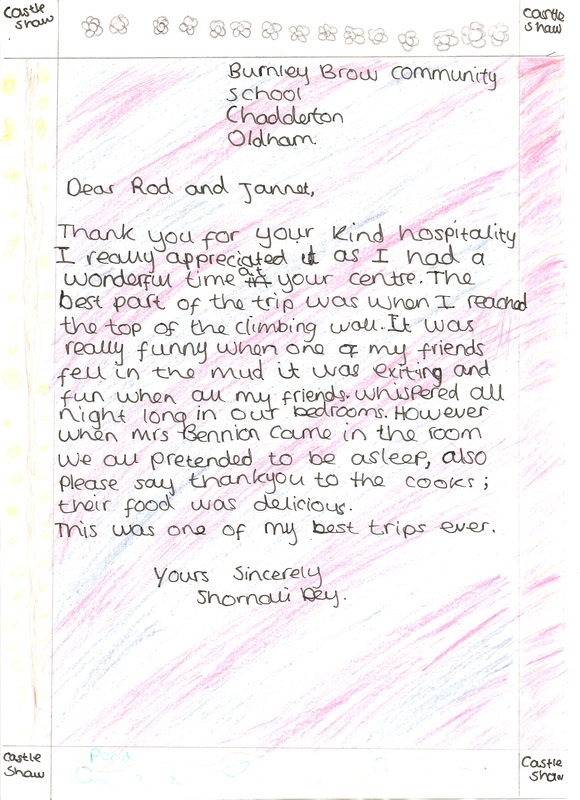 Castle Shaw
Castle Shaw
Burnley Brow community
school
Chadderton
Oldham.
Dear Rod and Jannet,
Thank you for your kind hospitality
I really appreciated it as I had a
wonderful time at your centre. The
best part of the trip was when I reached
the top of the climbing wall. It was
really funny when one of my friends
fell in the mud it was exiting and
fun when all my friends. whispered all
night long in out bedrooms. However
when Mrs Bennion came in the room
we all pretended to be asleep, also
please say thankyou to the cooks;
their food was delicious.
This was one of my best trips ever.
Yours Sincerely
Shornali Dey.
Castle Shaw
Pond
Castle Shaw